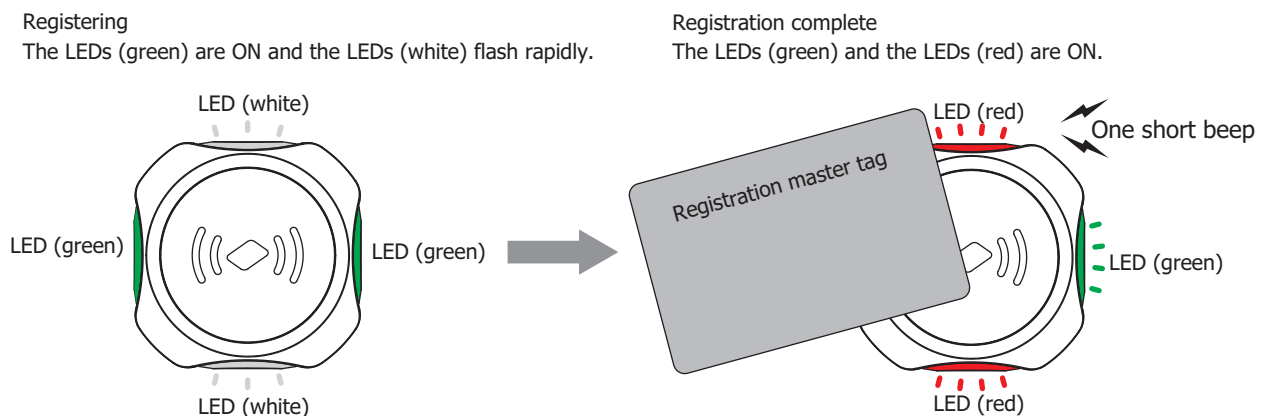 Registering
The LEDs (green) are ON and the LEDs (white) flash rapidly.
LED (white)
LED (green)
LED (green)
LED (white)
Registration complete
The LEDs (green) and the LEDs (red) are ON.
LED (red)
One short beep
Registration master tag
LED (green)
LED (red)